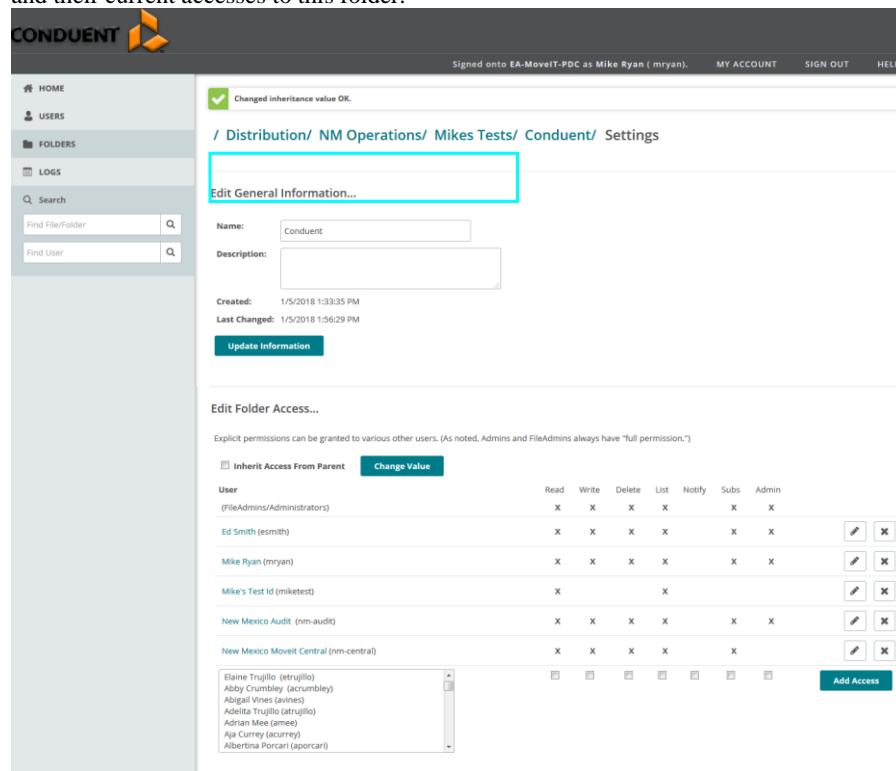 and their current accesses to this folder.
CONDUENT
Signed onto EA-MoveIT-PDC as Mike Ryan ( mryan). MY ACCOUNT SIGN OUT HELP
HOME
USERS
FOLDERS
LOGS
Search
Find File/Folder
Find User
Changed inheritance value OK.
/ Distribution/ NM Operations/ Mikes Tests/ Conduent/ Settings
Edit General Information...
Name: Conduent
Description:
Created: 1/5/2018 1:33:35 PM
Last Changed: 1/5/2018 1:56:29 PM
Update Information
Edit Folder Access...
Explicit permissions can be granted to various other users. (As noted, Admins and FileAdmins always have "full permission.")
Inherit Access From Parent Change Value
User Read Write Delete List Notify Subs Admin
(FileAdmins/Administrators) X X X X X X
Ed Smith (esmith) X X X X X X
Mike Ryan (mryan) X X X X X X
Mike's Test Id (miketest) X X
New Mexico Audit (nm-audit) X X X X X X
New Mexico Moveit Central (nm-central) X X X X X
Elaine Trujillo (etrujillo)
Abby Crumbley (acrumbley)
Abigail Vines (avines)
Adelita Trujillo (atrujillo)
Adrian Mee (amee)
Aja Currey (acurrey)
Albertina Porcari (aporcari)
Add Access